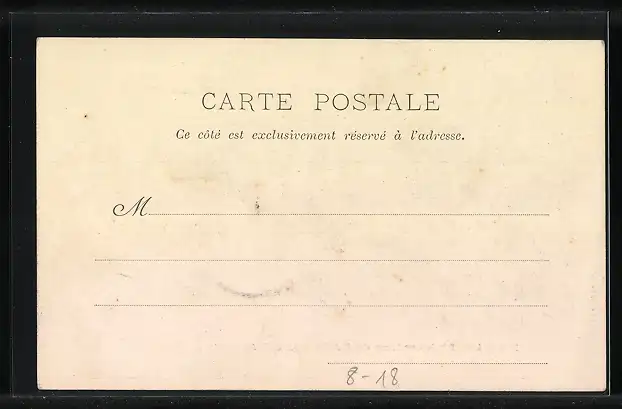 CARTE POSTALE
Ce côté est exclusivement réservé à l'adresse.
M
8-18